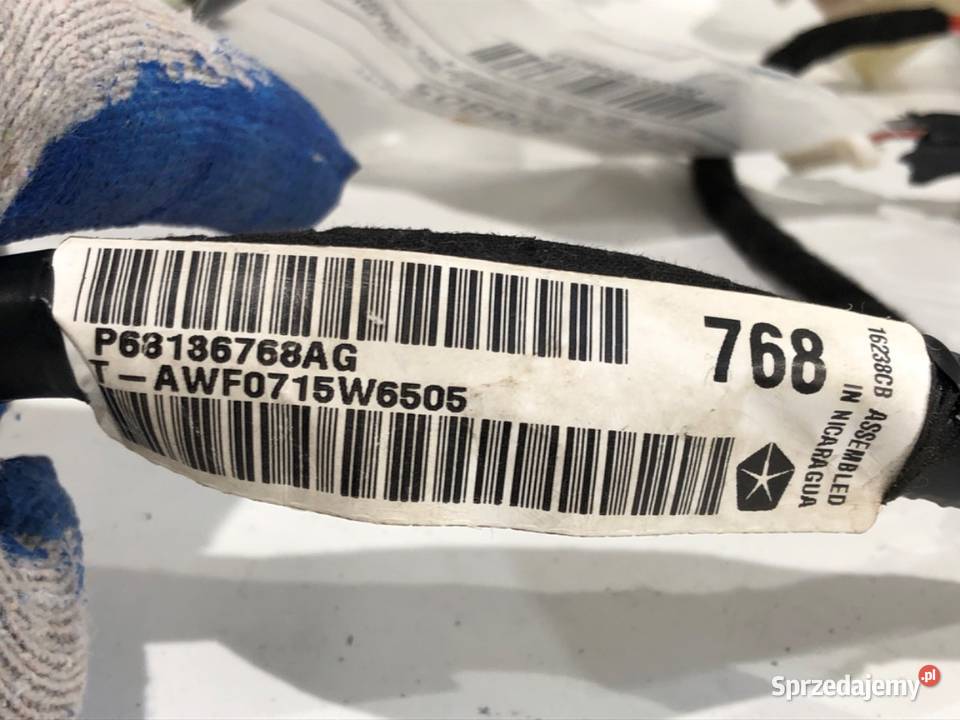 P68136768AG
T-AWF0715W6505
768
16238CB ASSEMBLED
IN NICARAGUA
Sprzedajemy.pl